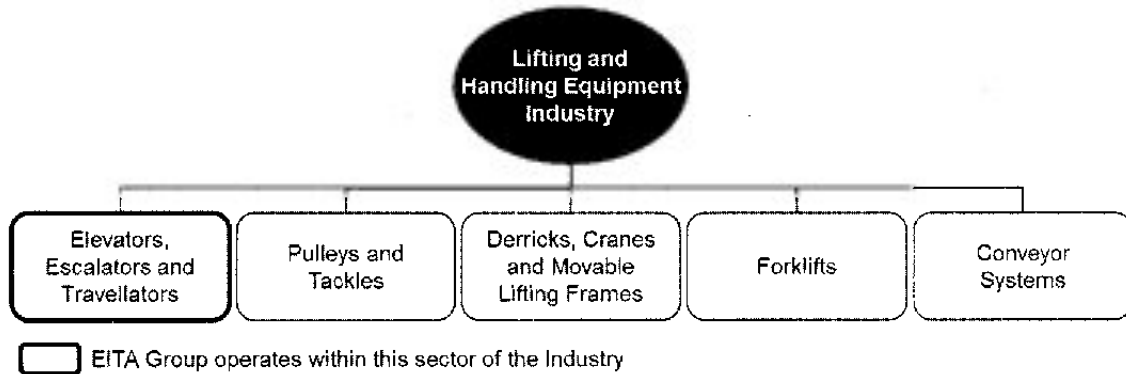 Lifting and
Handling Equipment
Industry
Elevators,
Escalators and
Travellators
Pulleys and
Tackles
Derricks, Cranes
and Movable
Lifting Frames
Forklifts
Conveyor
Systems
EITA Group operates within this sector of the Industry